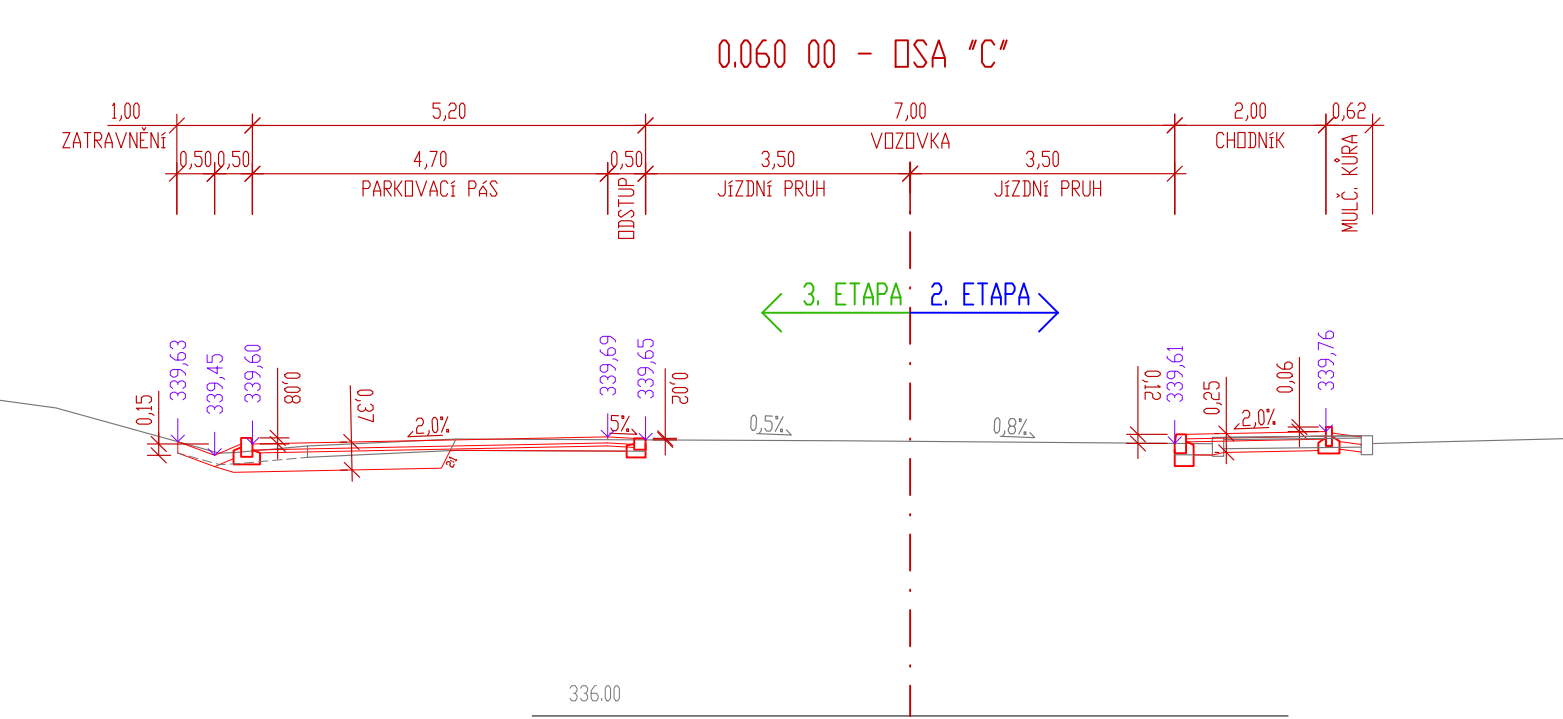 0.060 00 - OSA "C"
1,00 5,20 7,00 2,00 0,62
ZATRAVNĚNÍ VOZOVKA CHODNÍK
0,50 0,50 4,70 0,50 3,50 3,50
PARKOVACÍ PÁS JÍZDNÍ PRUH JÍZDNÍ PRUH
ODSTUP
MULČ. KŮRA
3. ETAPA 2. ETAPA
339,63
339,45
339,60
339,69
339,65
339,61
339,76
0,15
0,08
0,37
2,0%
5%
0,02
0,5%
0,8%
0,12
0,25
2,0%
0,06
336.00